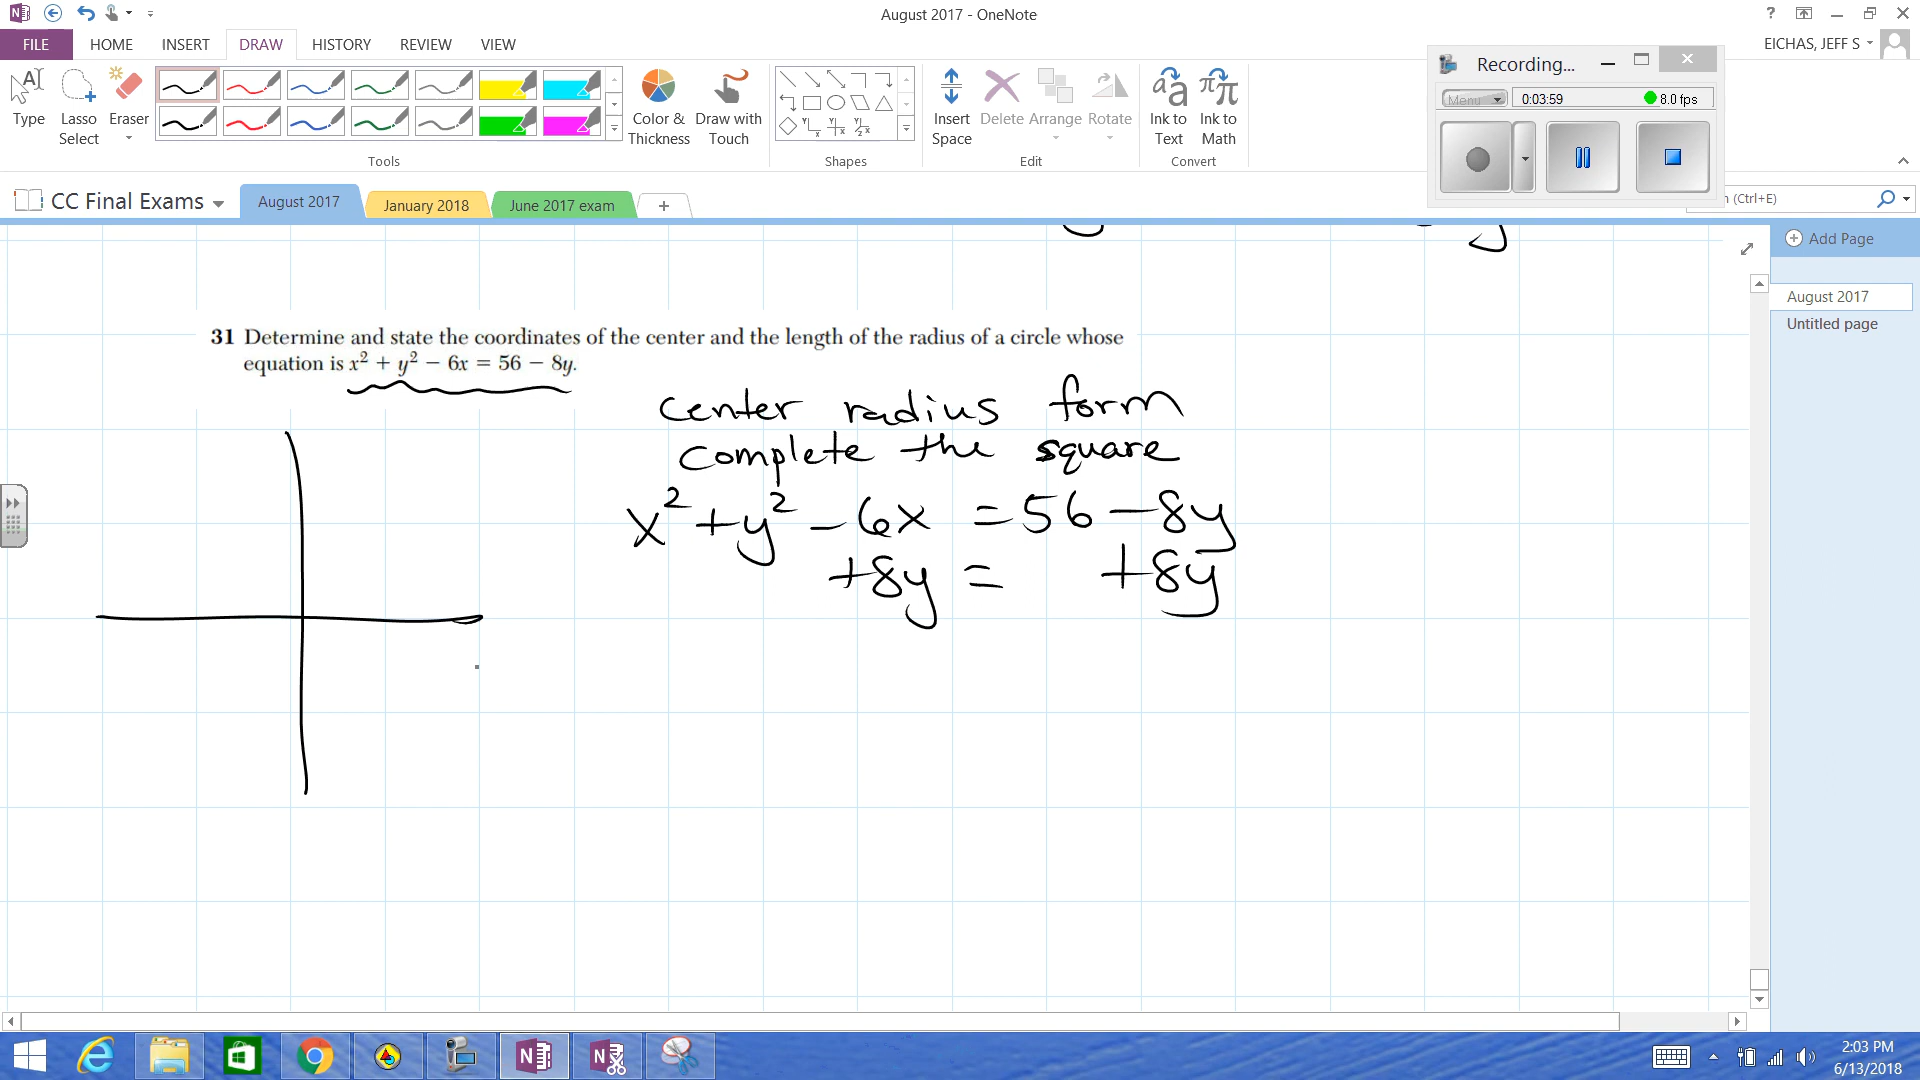 August 2017 - OneNote
FILE HOME INSERT DRAW HISTORY REVIEW VIEW
EICHAS, JEFF S
Type
Lasso Select
Eraser
Color & Thickness
Draw with Touch
Insert Space
Delete
Arrange
Rotate
Ink to Text
Ink to Math
Tools
Shapes
Edit
Convert
Recording...
Menu
0:03:59
8.0 fps
CC Final Exams
August 2017
January 2018
June 2017 exam
(Ctrl+E)
Add Page
August 2017
Untitled page
31 Determine and state the coordinates of the center and the length of the radius of a circle whose
equation is x² + y² − 6x = 56 − 8y.
center radius form
complete the square
x² + y² − 6x = 56 − 8y
+8y = +8y
2:03 PM
6/13/2018